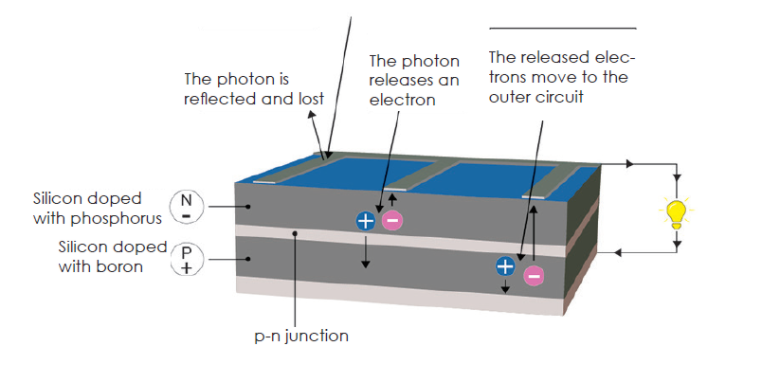 The photon is
reflected and lost
The photon
releases an
electron
The released elec-
trons move to the
outer circuit
Silicon doped
with phosphorus
N
-
Silicon doped
with boron
P
+
+
-
+
-
p-n junction